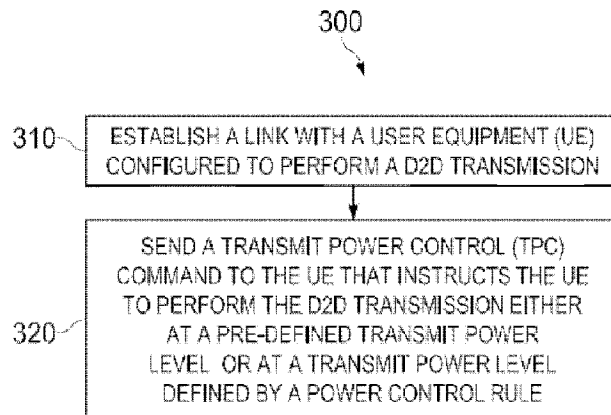 300
310
ESTABLISH A LINK WITH A USER EQUIPMENT (UE)
CONFIGURED TO PERFORM A D2D TRANSMISSION
320
SEND A TRANSMIT POWER CONTROL (TPC)
COMMAND TO THE UE THAT INSTRUCTS THE UE
TO PERFORM THE D2D TRANSMISSION EITHER
AT A PRE-DEFINED TRANSMIT POWER
LEVEL OR AT A TRANSMIT POWER LEVEL
DEFINED BY A POWER CONTROL RULE